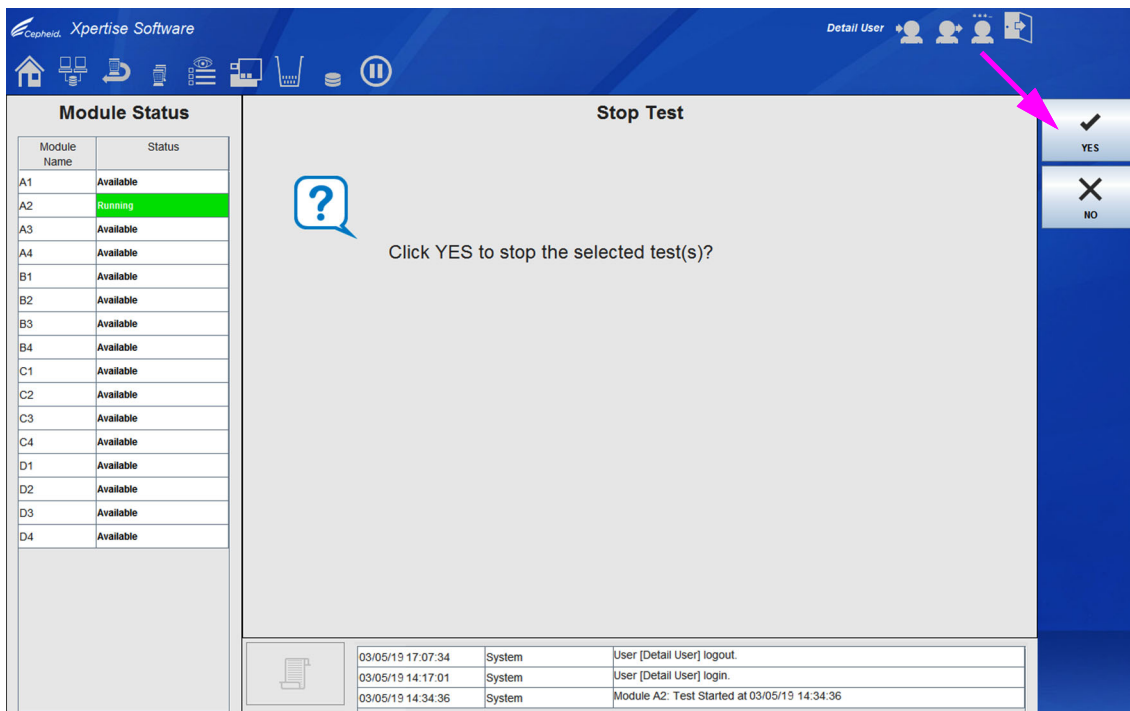 Cepheid. Xpertise Software
Detail User
Module Status
Module Name Status
A1 Available
A2 Running
A3 Available
A4 Available
B1 Available
B2 Available
B3 Available
B4 Available
C1 Available
C2 Available
C3 Available
C4 Available
D1 Available
D2 Available
D3 Available
D4 Available
Stop Test
Click YES to stop the selected test(s)?
YES
NO
03/05/19 17:07:34 System User [Detail User] logout.
03/05/19 14:17:01 System User [Detail User] login.
03/05/19 14:34:36 System Module A2: Test Started at 03/05/19 14:34:36